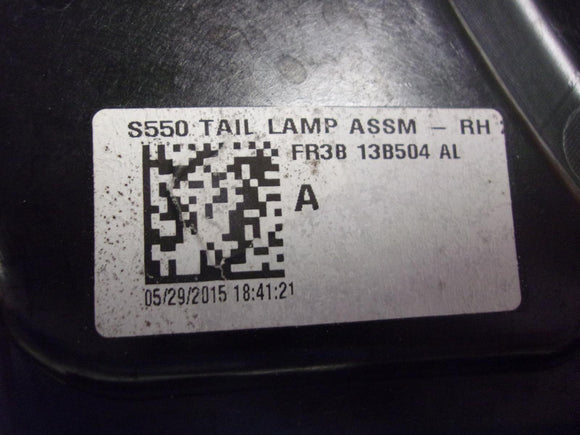 S550 TAIL LAMP ASSM – RH
FR3B 13B504 AL
A
05/29/2015 18:41:21